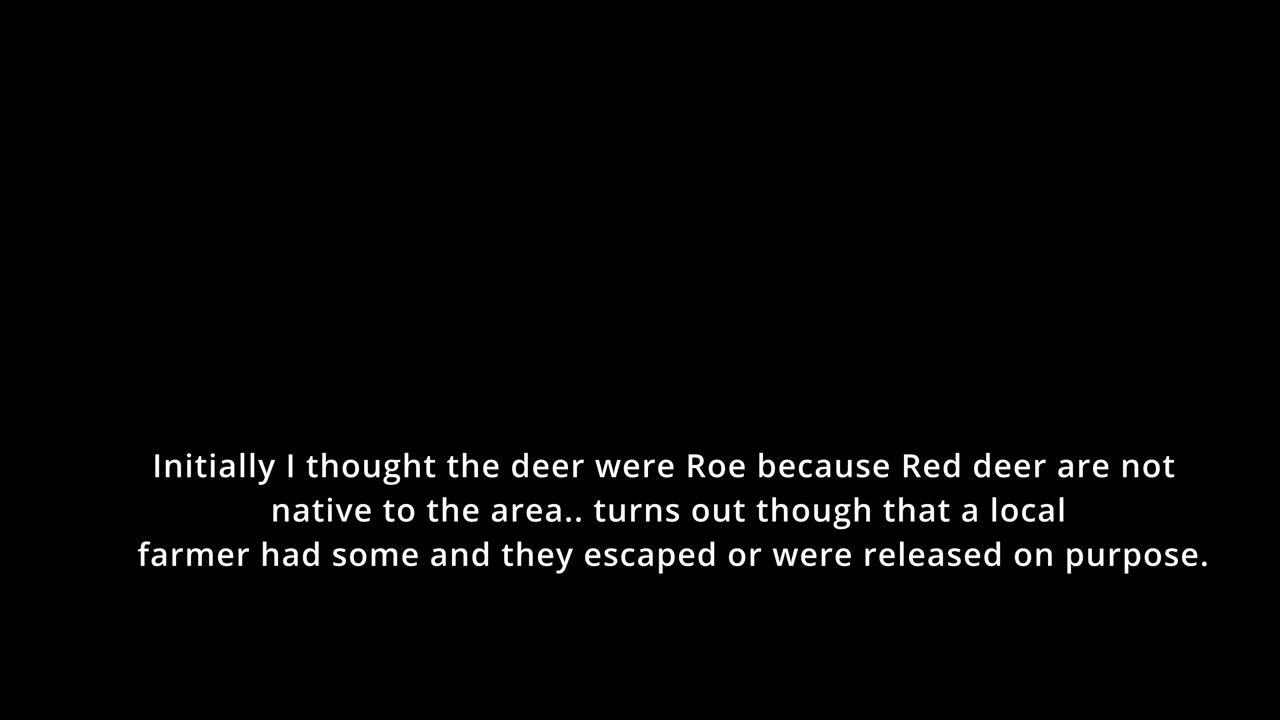 Initially I thought the deer were Roe because Red deer are not
native to the area.. turns out though that a local
farmer had some and they escaped or were released on purpose.